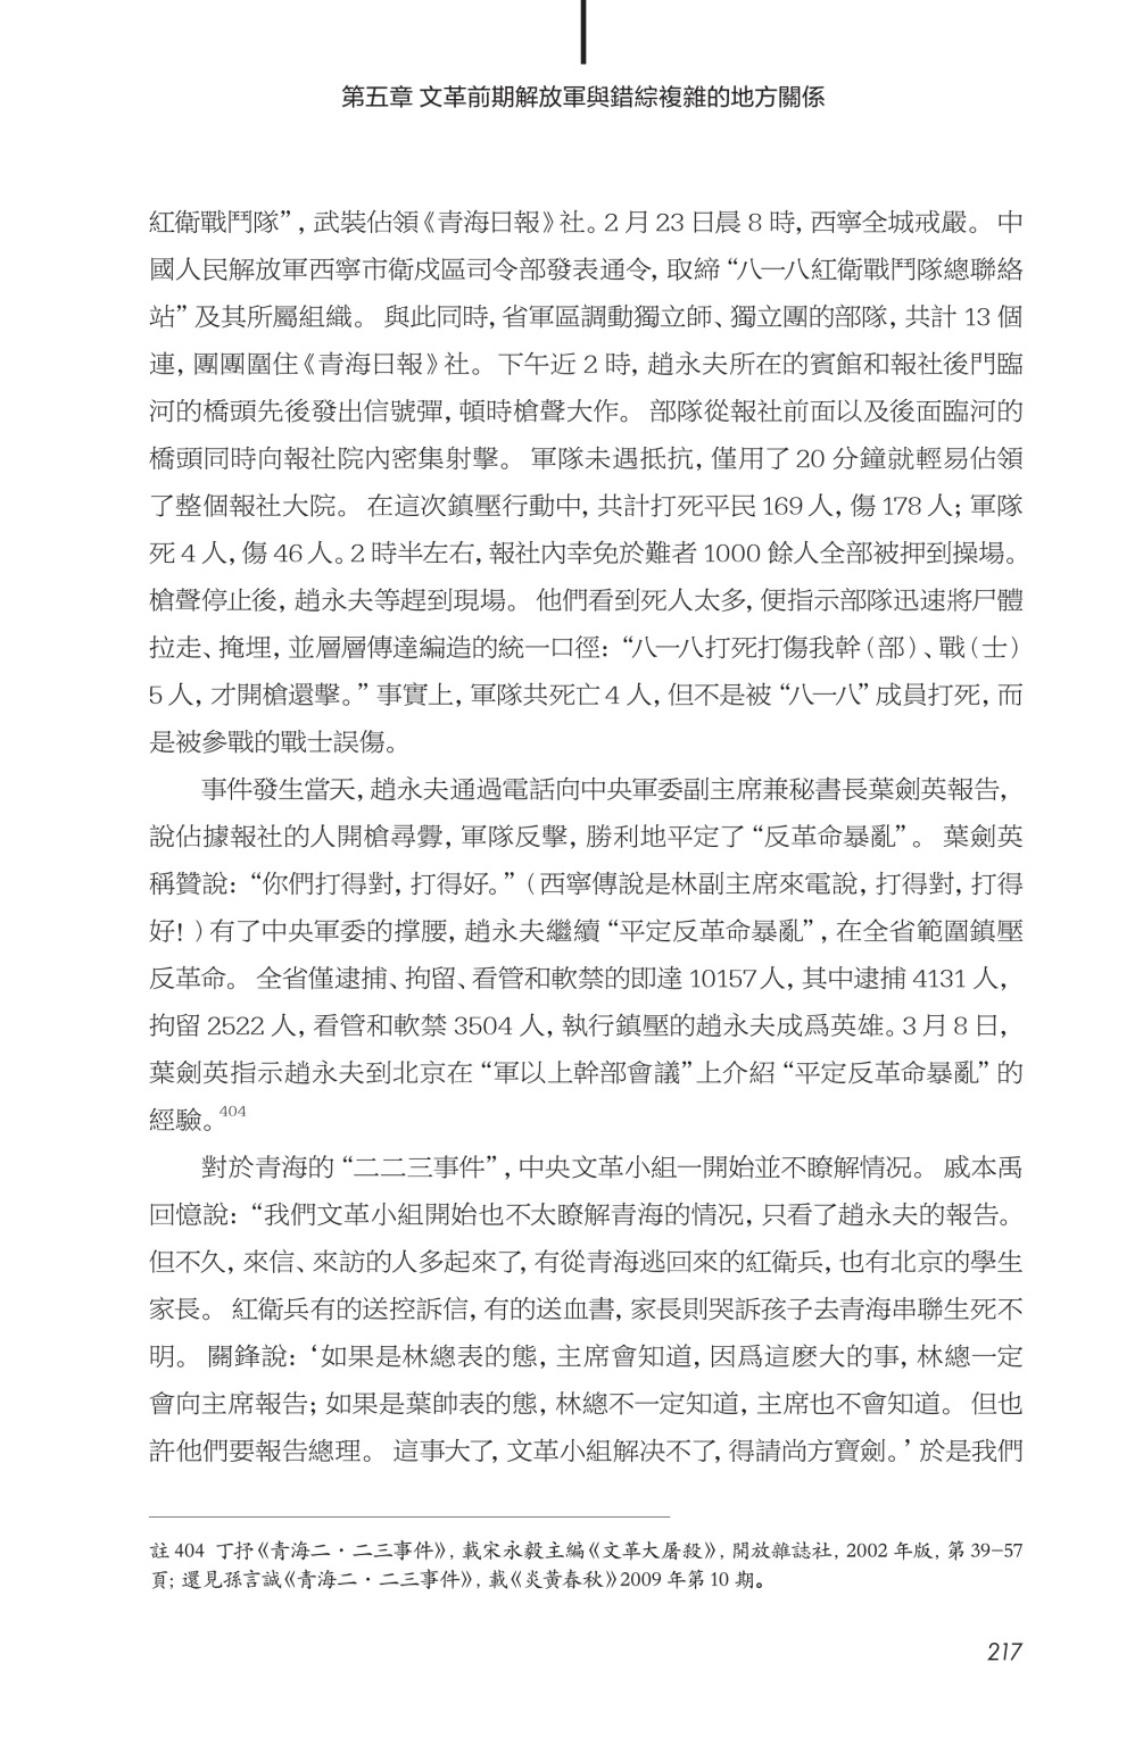 第五章 文革前期解放軍與錯綜複雜的地方關係
紅衛戰鬥隊”, 武裝佔領《青海日報》社。2 月 23 日晨 8 時, 西寧全城戒嚴。 中
國人民解放軍西寧市衛戍區司令部發表通令, 取締 “八一八紅衛戰鬥隊總聯絡
站” 及其所屬組織。 與此同時, 省軍區調動獨立師、獨立團的部隊, 共計 13 個
連, 團團圍住《青海日報》社。 下午近 2 時, 趙永夫所在的賓館和報社後門臨
河的橋頭先後發出信號彈, 頓時槍聲大作。 部隊從報社前面以及後面臨河的
橋頭同時向報社院內密集射擊。 軍隊未遇抵抗, 僅用了 20 分鐘就輕易佔領
了整個報社大院。 在這次鎮壓行動中, 共計打死平民 169 人, 傷 178 人; 軍隊
死 4 人, 傷 46 人。2 時半左右, 報社內幸免於難者 1000 餘人全部被押到操場。
槍聲停止後, 趙永夫等趕到現場。 他們看到死人太多, 便指示部隊迅速將尸體
拉走、掩埋, 並層層傳達編造的統一口徑: “八一八打死打傷我幹（部）、戰（士）
5 人, 才開槍還擊。” 事實上, 軍隊共死亡 4 人, 但不是被 “八一八” 成員打死, 而
是被參戰的戰士誤傷。
事件發生當天, 趙永夫通過電話向中央軍委副主席兼秘書長葉劍英報告,
說佔據報社的人開槍尋釁, 軍隊反擊, 勝利地平定了 “反革命暴亂” 。 葉劍英
稱贊說: “你們打得對, 打得好。”（西寧傳說是林副主席來電說, 打得對, 打得
好! ）有了中央軍委的撑腰, 趙永夫繼續 “平定反革命暴亂” , 在全省範圍鎮壓
反革命。 全省僅逮捕、拘留、看管和軟禁的即達 10157 人, 其中逮捕 4131 人,
拘留 2522 人, 看管和軟禁 3504 人, 執行鎮壓的趙永夫成爲英雄。3 月 8 日,
葉劍英指示趙永夫到北京在 “軍以上幹部會議” 上介紹 “平定反革命暴亂” 的
經驗。404
對於青海的 “二二三事件” , 中央文革小組一開始並不瞭解情况。 戚本禹
回憶說: “我們文革小組開始也不太瞭解青海的情况, 只看了趙永夫的報告。
但不久, 來信、來訪的人多起來了, 有從青海逃回來的紅衛兵, 也有北京的學生
家長。 紅衛兵有的送控訴信, 有的送血書, 家長則哭訴孩子去青海串聯生死不
明。 關鋒說: ‘如果是林總表的態, 主席會知道, 因爲這麽大的事, 林總一定
會向主席報告; 如果是葉帥表的態, 林總不一定知道, 主席也不會知道。 但也
許他們要報告總理。 這事大了, 文革小組解决不了, 得請尚方寶劍。’ 於是我們
註 404 丁抒《青海二・二三事件》, 載宋永毅主編《文革大屠殺》, 開放雜誌社, 2002 年版, 第 39–57
頁; 還見孫言誠《青海二・二三事件》, 載《炎黃春秋》2009 年第 10 期。
217